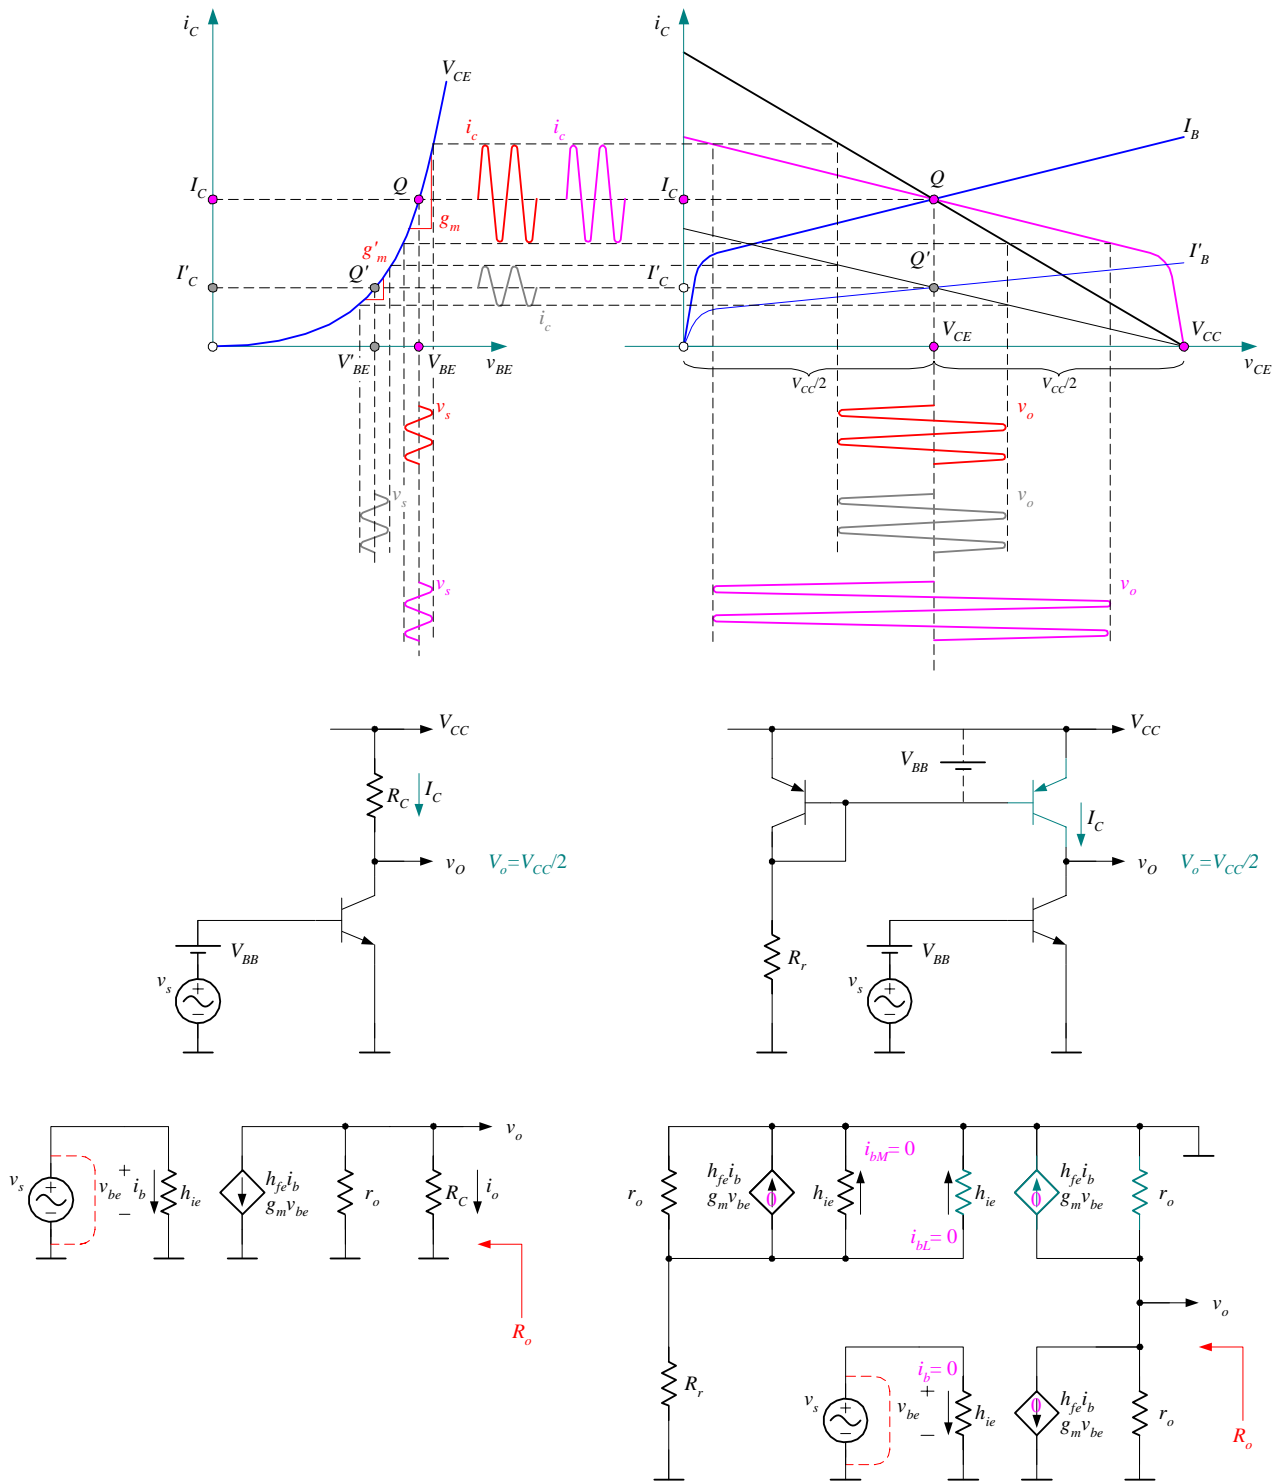 i_C
i_C
V_CE
i_c
i_c
I_B
I_C
Q
I_C
Q
g_m
g'_m
I'_C
Q'
I'_C
Q'
I'_B
i_c
V'_BE
V_BE
v_BE
V_CE
V_CC
v_CE
V_CC/2
V_CC/2
v_s
v_o
v_s
v_o
v_s
v_o
V_CC
V_CC
V_BB
R_C
I_C
I_C
v_O
V_o=V_CC/2
v_O
V_o=V_CC/2
V_BB
R_r
V_BB
v_s
+
−
v_s
+
−
v_o
i_bM= 0
v_s
+
−
v_be
+
−
i_b
h_ie
h_fe i_b
g_m v_be
r_o
R_C
i_o
r_o
h_fe i_b
g_m v_be
0
h_ie
h_ie
h_fe i_b
g_m v_be
0
r_o
i_bL= 0
R_o
v_o
i_b= 0
R_r
v_s
+
−
v_be
+
−
h_ie
0
h_fe i_b
g_m v_be
r_o
R_o